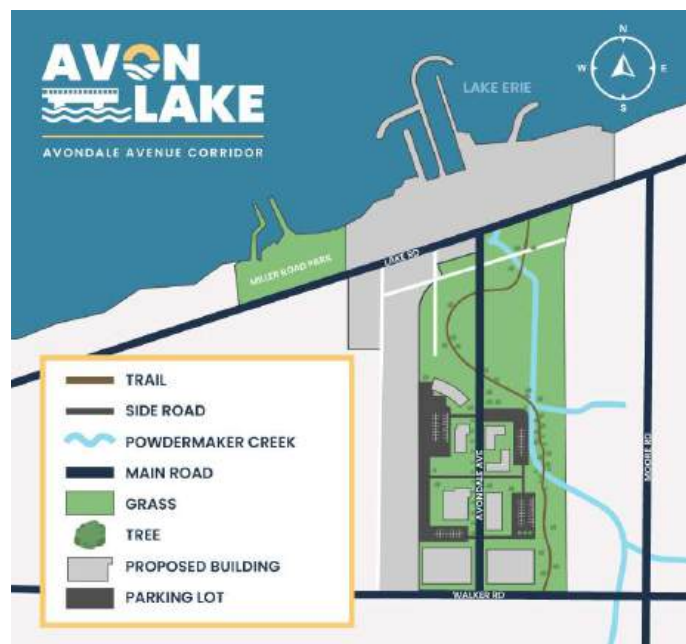 AVON
LAKE
AVONDALE AVENUE CORRIDOR
LAKE ERIE
N
W
E
S
MILLER ROAD PARK
LAKE RD
AVONDALE AVE
MOORE RD
WALKER RD
TRAIL
SIDE ROAD
POWDERMAKER CREEK
MAIN ROAD
GRASS
TREE
PROPOSED BUILDING
PARKING LOT